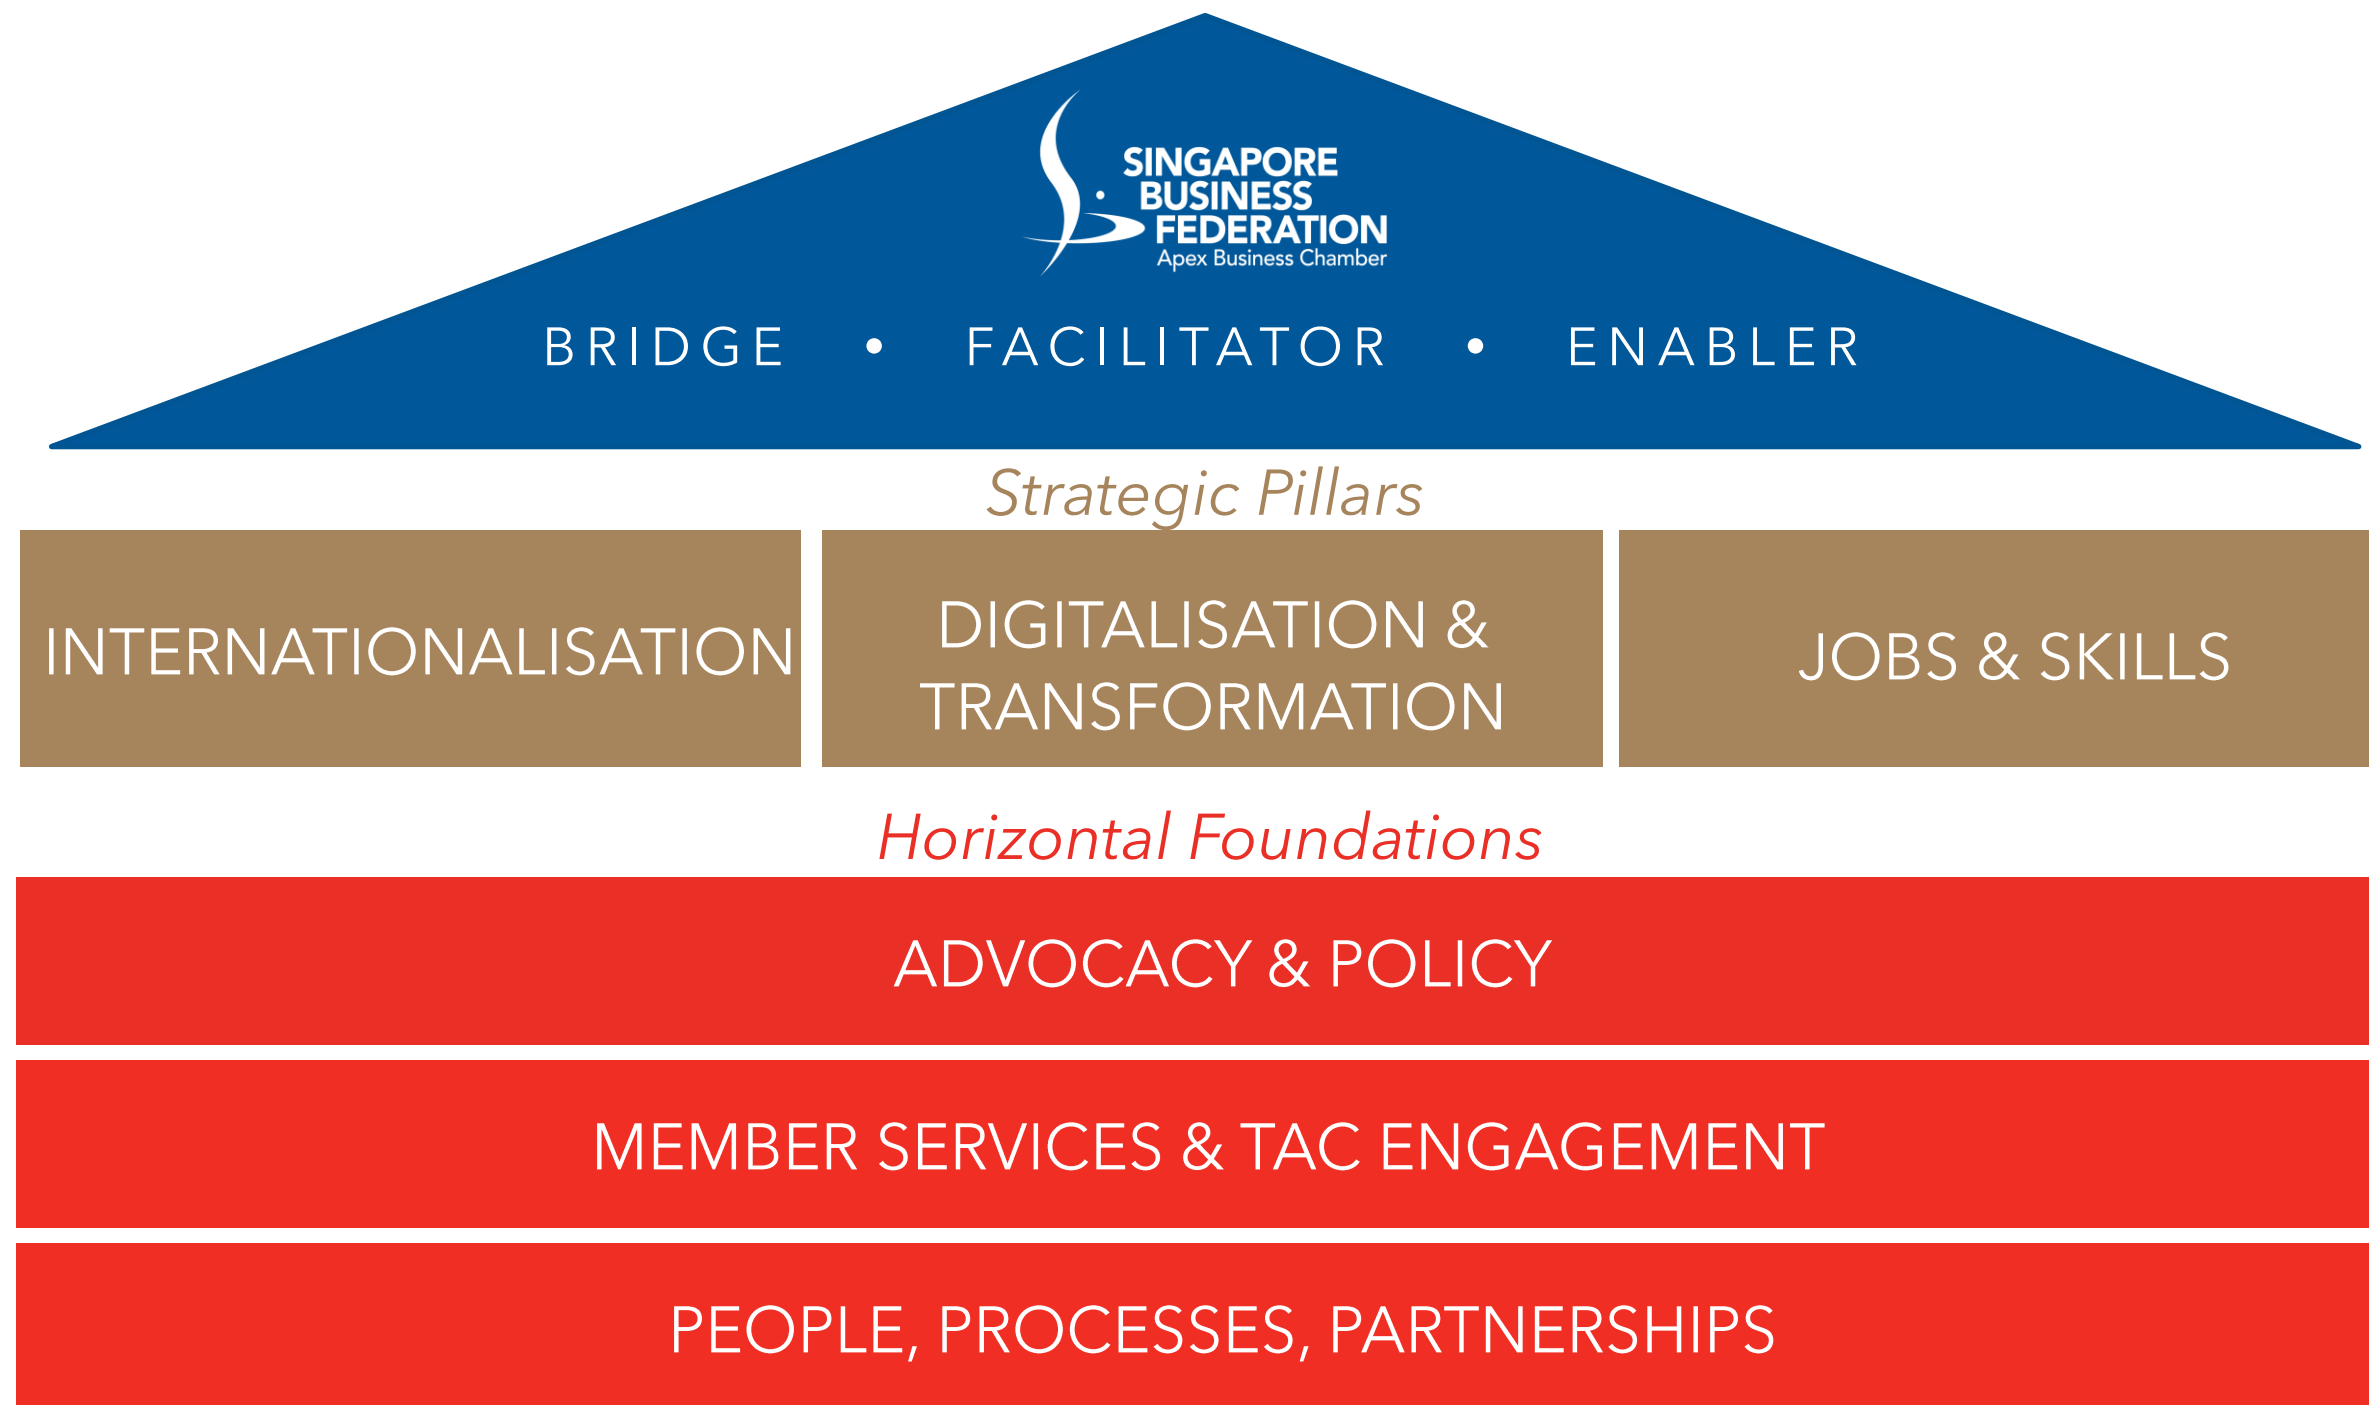 SINGAPORE
BUSINESS
FEDERATION
Apex Business Chamber
BRIDGE • FACILITATOR • ENABLER
Strategic Pillars
INTERNATIONALISATION
DIGITALISATION &
TRANSFORMATION
JOBS & SKILLS
Horizontal Foundations
ADVOCACY & POLICY
MEMBER SERVICES & TAC ENGAGEMENT
PEOPLE, PROCESSES, PARTNERSHIPS